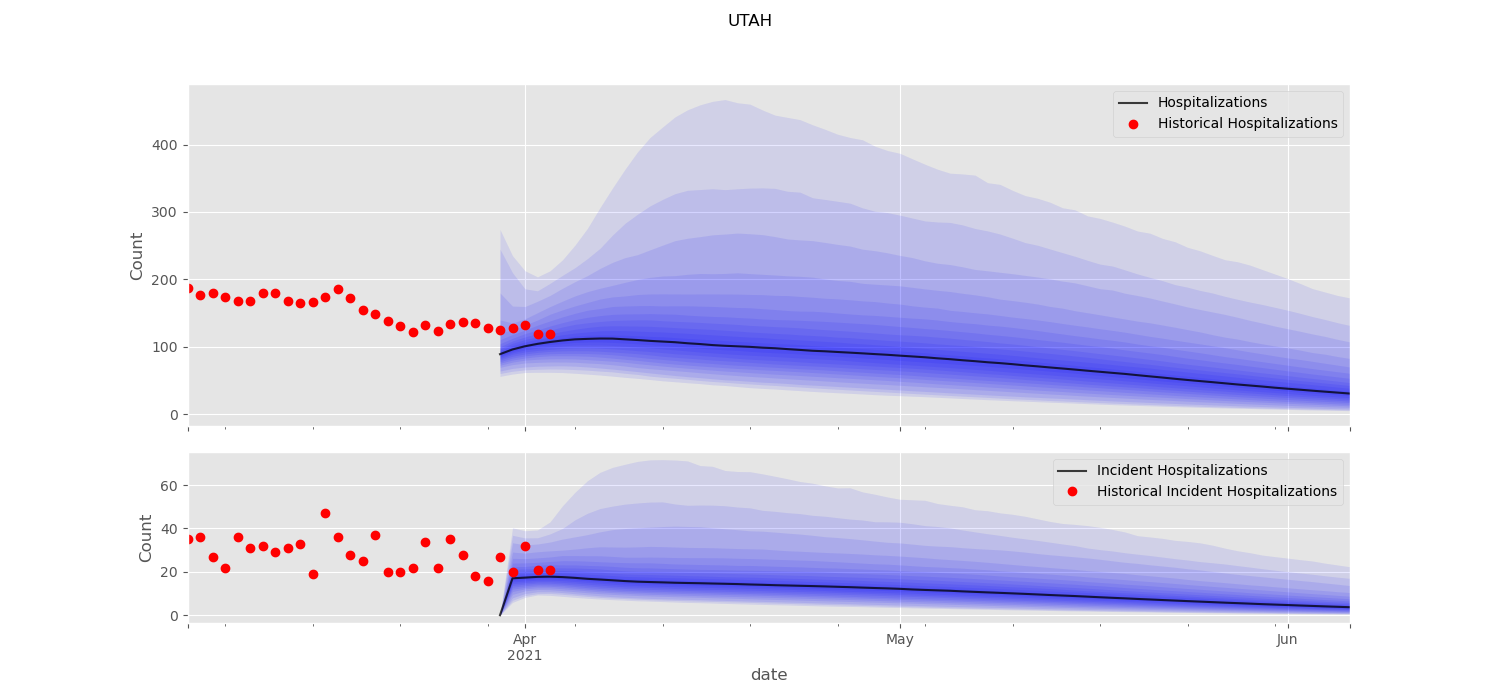 UTAH
Hospitalizations
Historical Hospitalizations
400
300
200
100
0
Count
Incident Hospitalizations
Historical Incident Hospitalizations
60
40
20
0
Count
Apr
2021
May
Jun
date